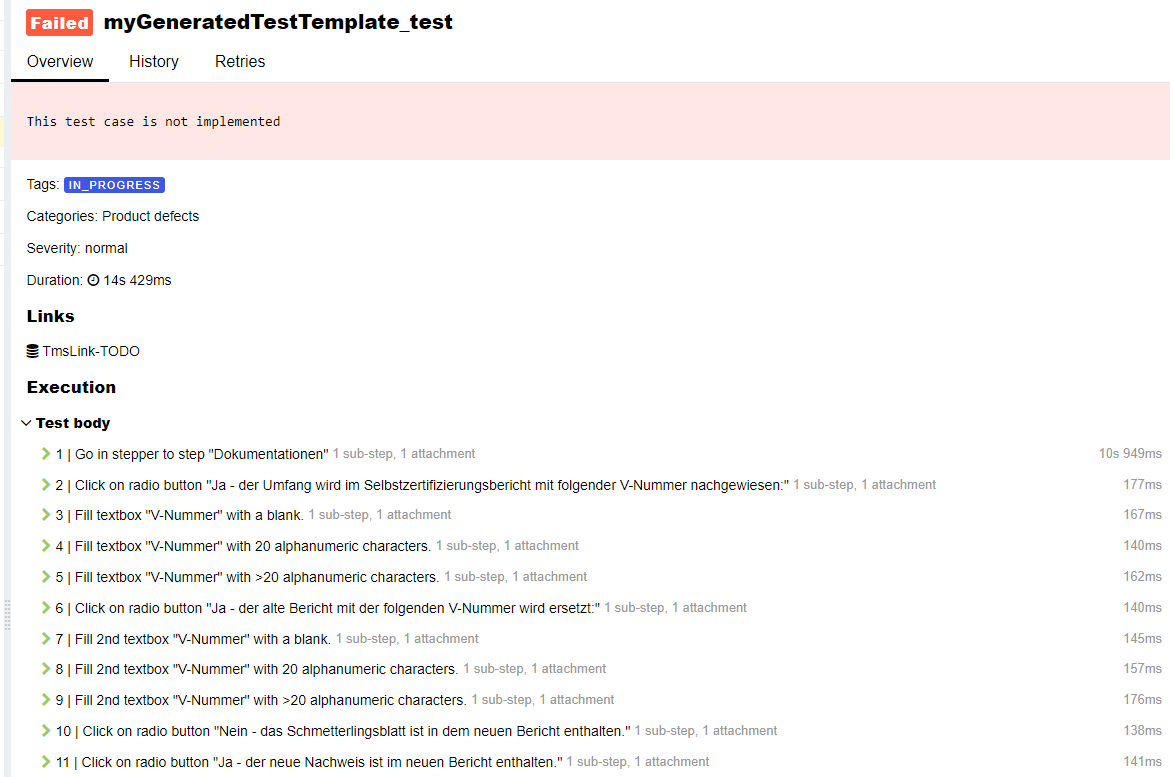 Failed myGeneratedTestTemplate_test
Overview History Retries
This test case is not implemented
Tags: IN_PROGRESS
Categories: Product defects
Severity: normal
Duration: 14s 429ms
Links
TmsLink-TODO
Execution
Test body
1 | Go in stepper to step "Dokumentationen" 1 sub-step, 1 attachment 10s 949ms
2 | Click on radio button "Ja - der Umfang wird im Selbstzertifizierungsbericht mit folgender V-Nummer nachgewiesen:" 1 sub-step, 1 attachment 177ms
3 | Fill textbox "V-Nummer" with a blank. 1 sub-step, 1 attachment 167ms
4 | Fill textbox "V-Nummer" with 20 alphanumeric characters. 1 sub-step, 1 attachment 140ms
5 | Fill textbox "V-Nummer" with >20 alphanumeric characters. 1 sub-step, 1 attachment 162ms
6 | Click on radio button "Ja - der alte Bericht mit der folgenden V-Nummer wird ersetzt:" 1 sub-step, 1 attachment 140ms
7 | Fill 2nd textbox "V-Nummer" with a blank. 1 sub-step, 1 attachment 145ms
8 | Fill 2nd textbox "V-Nummer" with 20 alphanumeric characters. 1 sub-step, 1 attachment 157ms
9 | Fill 2nd textbox "V-Nummer" with >20 alphanumeric characters. 1 sub-step, 1 attachment 176ms
10 | Click on radio button "Nein - das Schmetterlingsblatt ist in dem neuen Bericht enthalten." 1 sub-step, 1 attachment 138ms
11 | Click on radio button "Ja - der neue Nachweis ist im neuen Bericht enthalten." 1 sub-step, 1 attachment 141ms